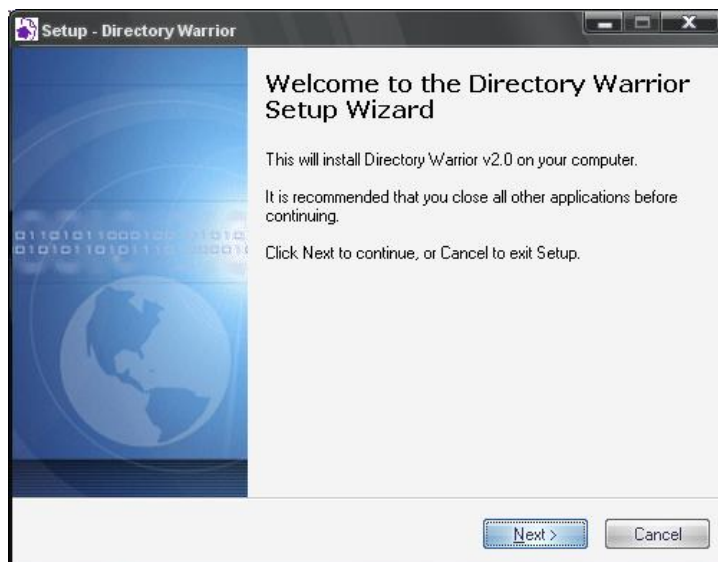 Setup - Directory Warrior
Welcome to the Directory Warrior
Setup Wizard
This will install Directory Warrior v2.0 on your computer.
It is recommended that you close all other applications before
continuing.
Click Next to continue, or Cancel to exit Setup.
Next >
Cancel